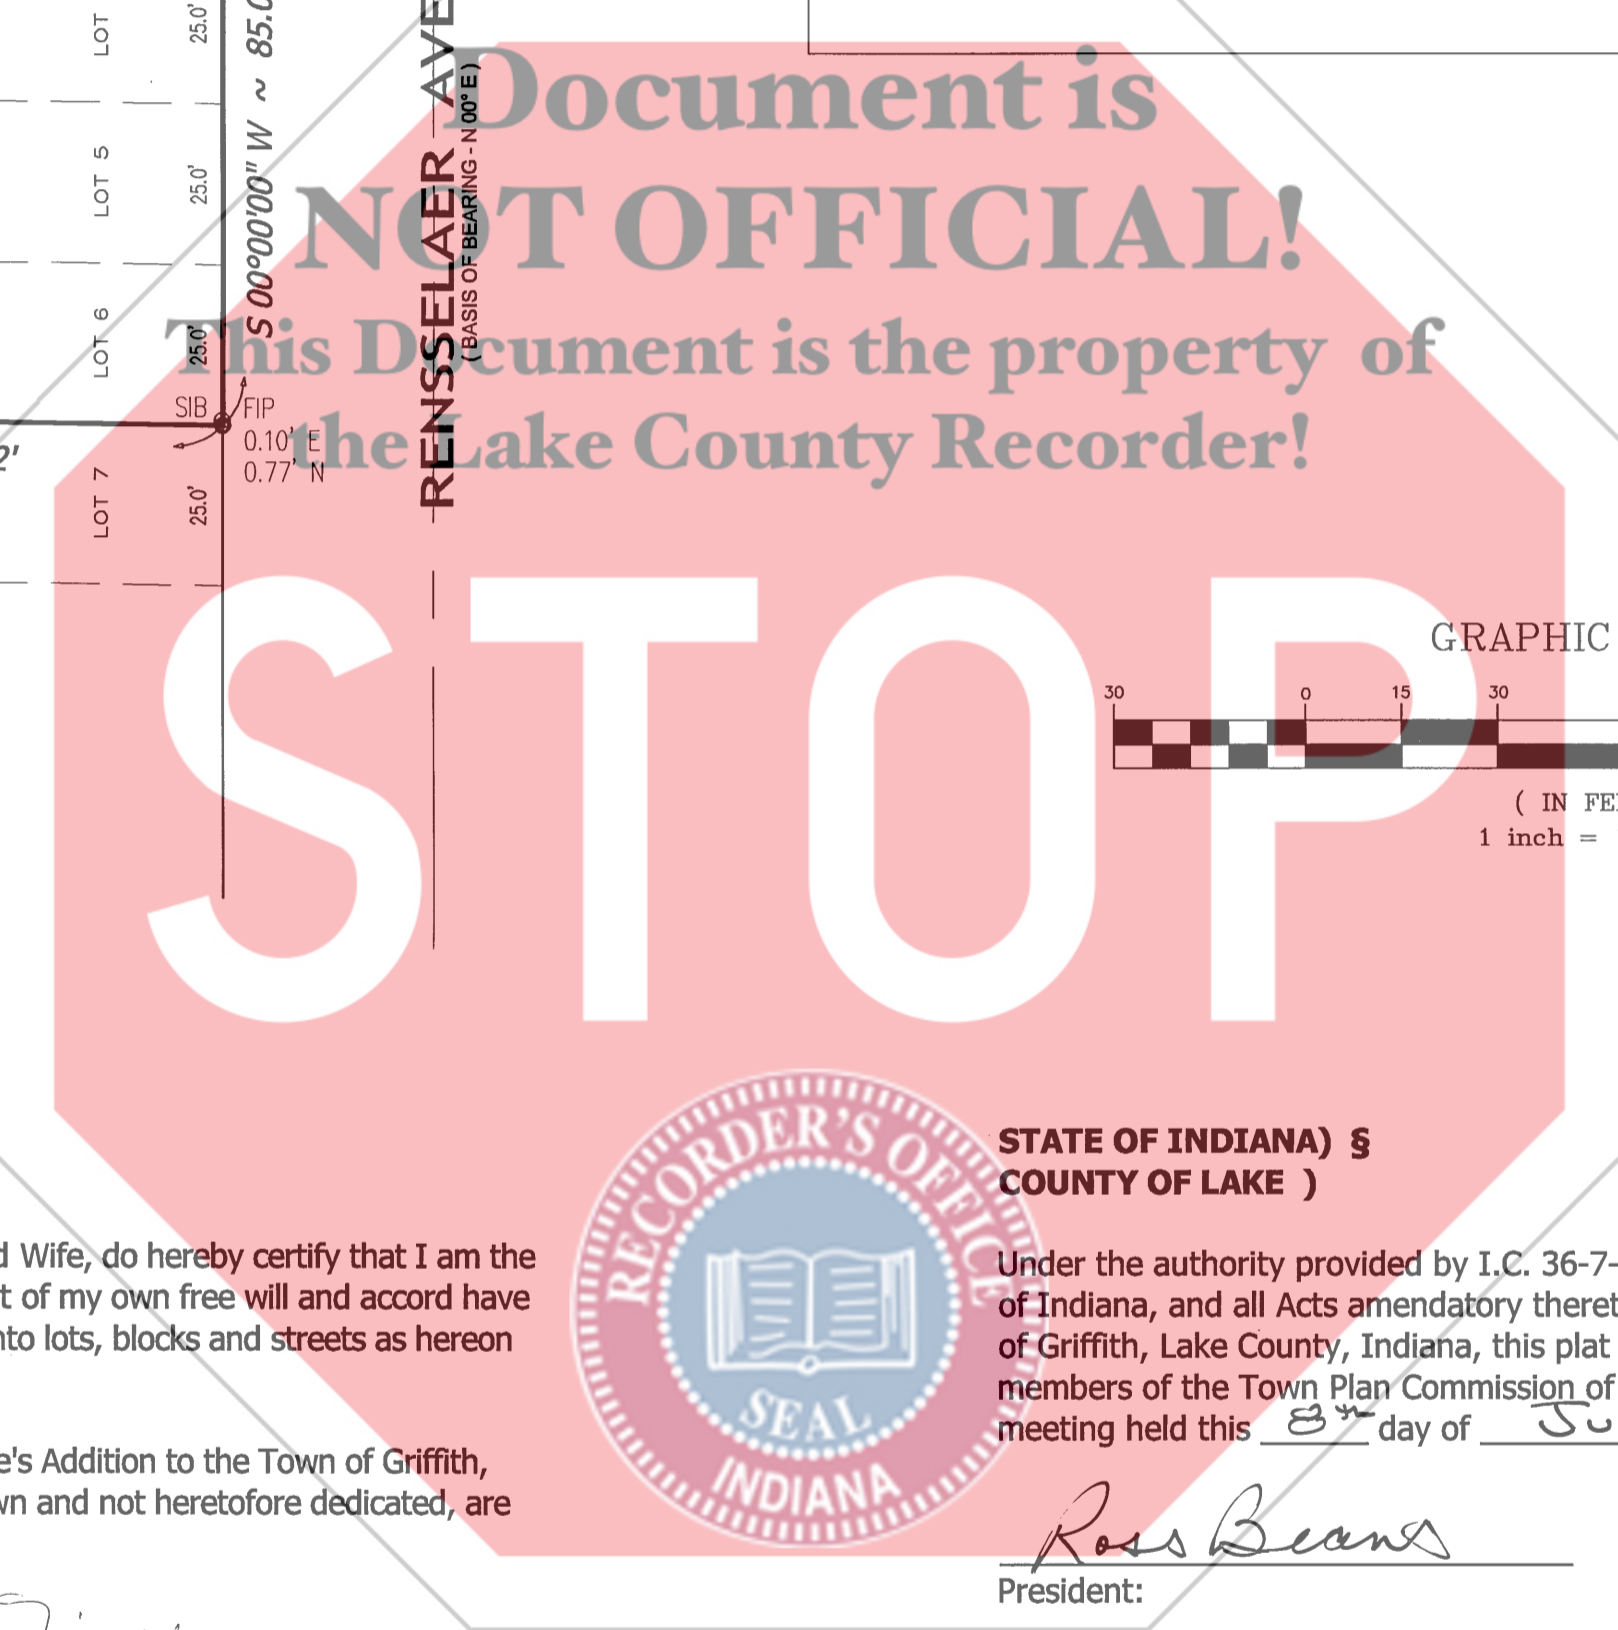 Document is
NOT OFFICIAL!
This Document is the property of
the Lake County Recorder!
STOP
LOT
25.0'
LOT 5
25.0'
LOT 6
25.0'
LOT 7
25.0'
S 00°00'00" W ~ 85.0
RENSSELAER AVE
( BASIS OF BEARING - N 00° E )
SIB
FIP
0.10' E
0.77' N
2'
GRAPHIC
30 0 15 30
( IN FE
1 inch =
RECORDER'S OFFICE
SEAL
INDIANA
d Wife, do hereby certify that I am the
t of my own free will and accord have
nto lots, blocks and streets as hereon
e's Addition to the Town of Griffith,
wn and not heretofore dedicated, are
STATE OF INDIANA) §
COUNTY OF LAKE )
Under the authority provided by I.C. 36-7-
of Indiana, and all Acts amendatory theret
of Griffith, Lake County, Indiana, this plat
members of the Town Plan Commission of
meeting held this 8th day of Ju
Ross Beans
President: